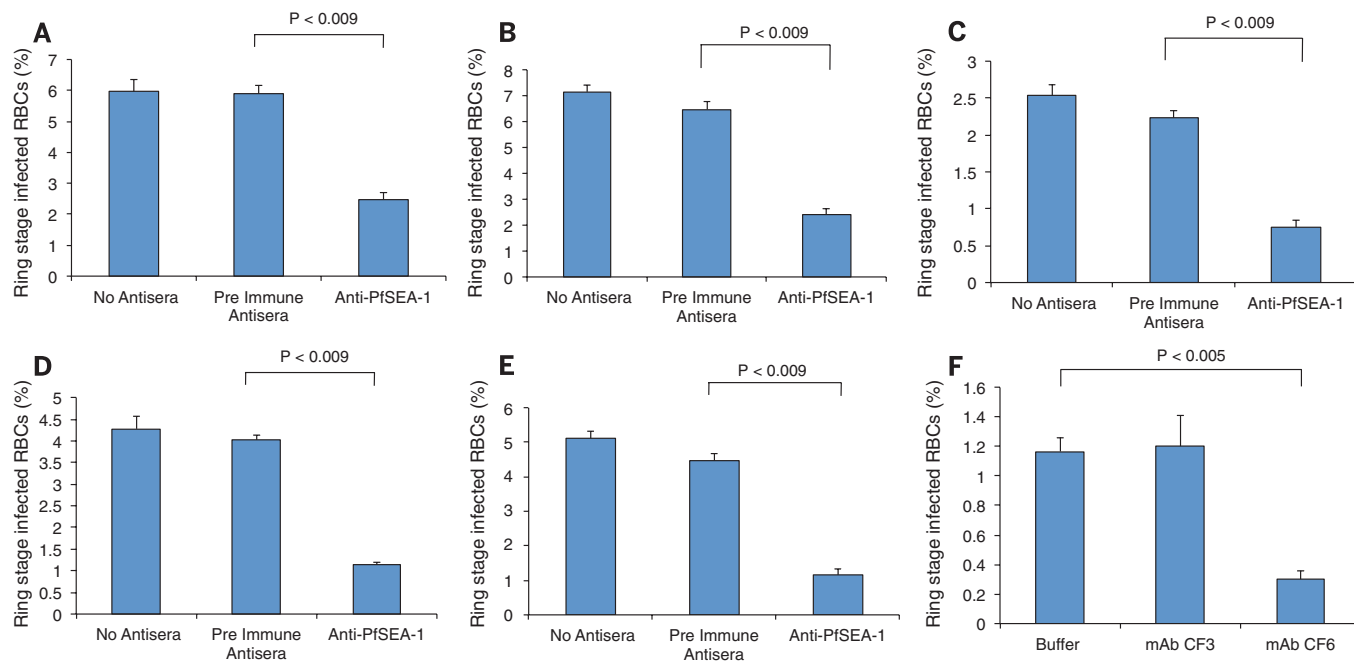 A
P < 0.009
Ring stage infected RBCs (%)
7
6
5
4
3
2
1
0
No Antisera
Pre Immune
Antisera
Anti-PfSEA-1
B
P < 0.009
Ring stage infected RBCs (%)
8
7
6
5
4
3
2
1
0
No Antisera
Pre Immune
Antisera
Anti-PfSEA-1
C
P < 0.009
Ring stage infected RBCs (%)
3
2.5
2
1.5
1
0.5
0
No Antisera
Pre Immune
Antisera
Anti-PfSEA-1
D
P < 0.009
Ring stage infected RBCs (%)
5
4.5
4
3.5
3
2.5
2
1.5
1
0.5
0
No Antisera
Pre Immune
Antisera
Anti-PfSEA-1
E
P < 0.009
Ring stage infected RBCs (%)
6
5
4
3
2
1
0
No Antisera
Pre Immune
Antisera
Anti-PfSEA-1
F
P < 0.005
Ring stage infected RBCs (%)
1.6
1.4
1.2
1
0.8
0.6
0.4
0.2
0
Buffer
mAb CF3
mAb CF6